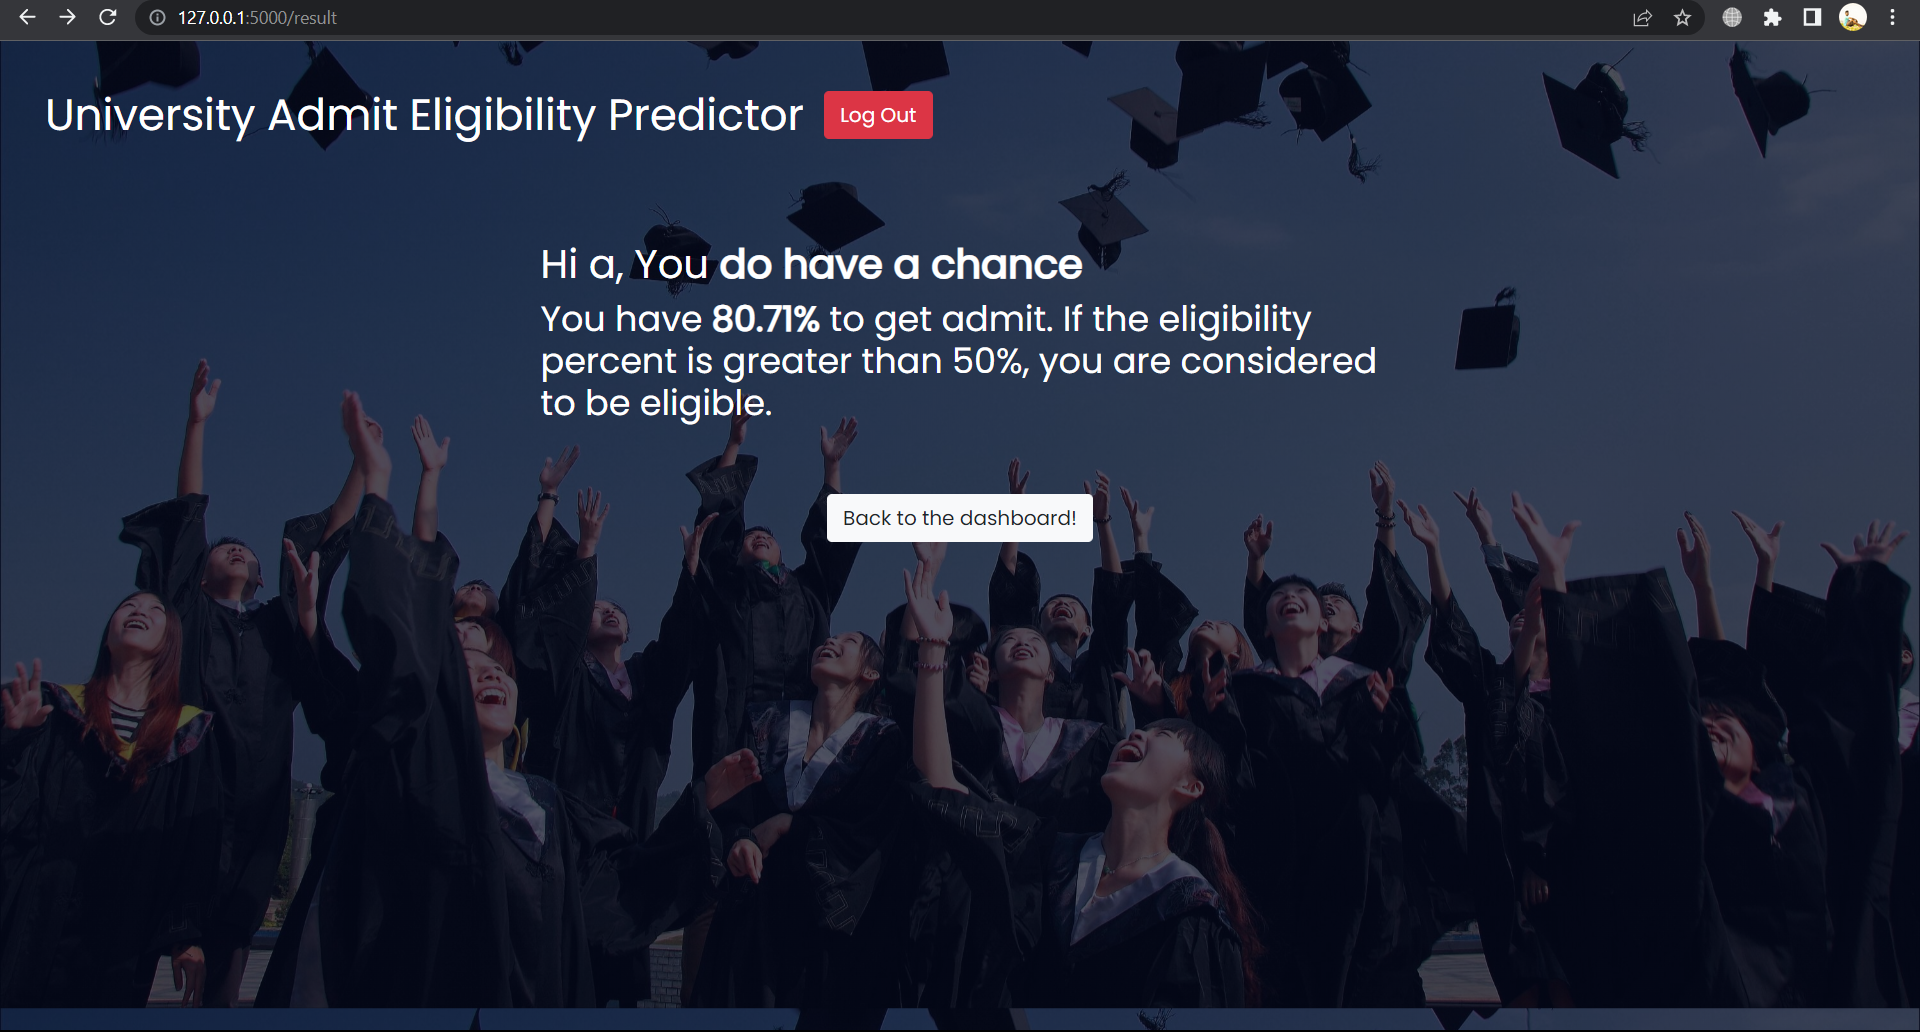 127.0.0.1:5000/result
University Admit Eligibility Predictor
Log Out
Hi a, You do have a chance
You have 80.71% to get admit. If the eligibility
percent is greater than 50%, you are considered
to be eligible.
Back to the dashboard!